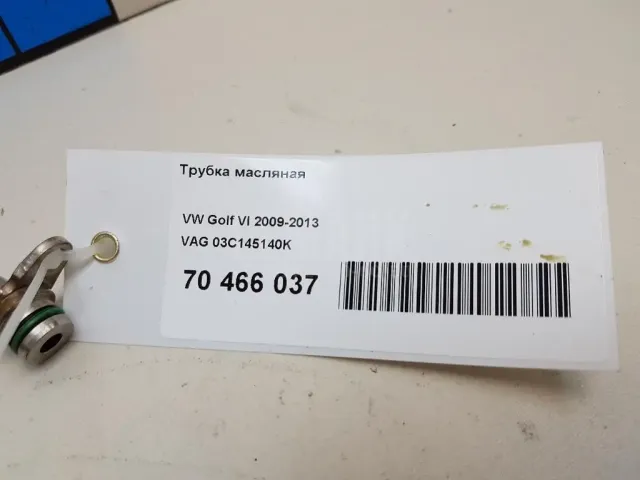 Трубка масляная
VW Golf VI 2009-2013
VAG 03C145140K
70 466 037